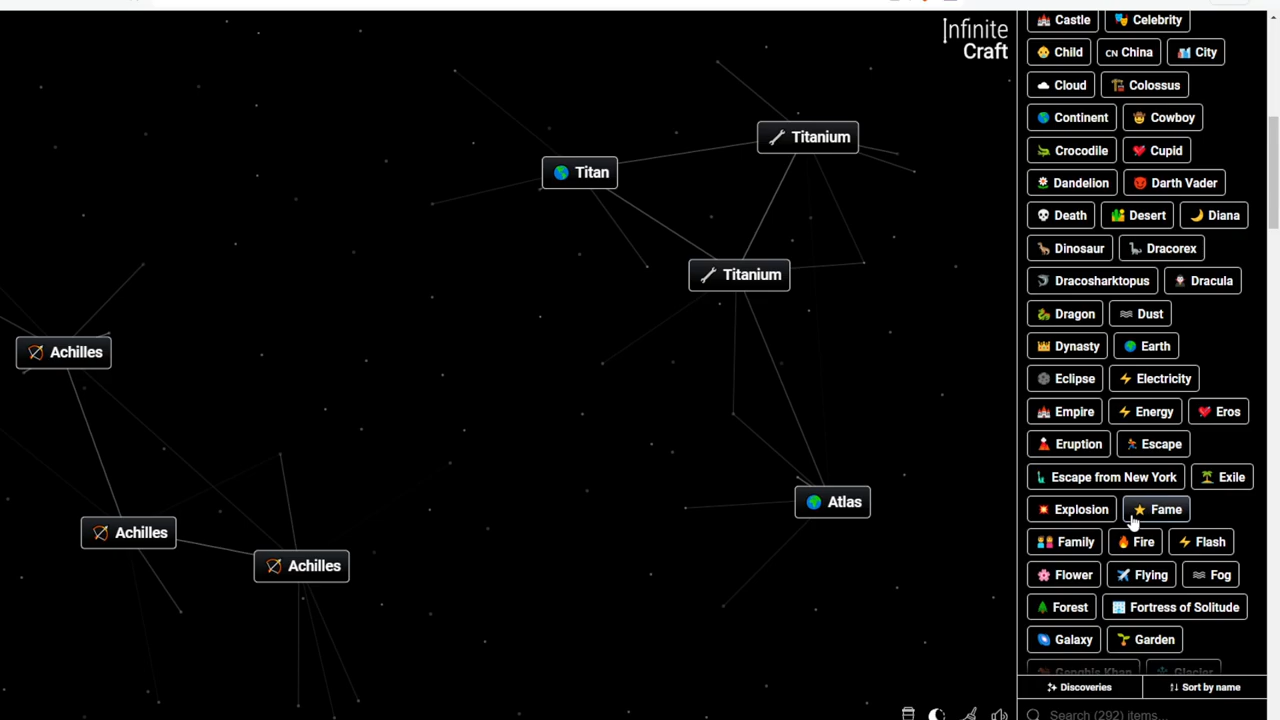 Infinite
Craft
Titanium
Titan
Titanium
Achilles
Atlas
Achilles
Achilles
Castle Celebrity
Child CN China City
Cloud Colossus
Continent Cowboy
Crocodile Cupid
Dandelion Darth Vader
Death Desert Diana
Dinosaur Dracorex
Dracosharktopus Dracula
Dragon Dust
Dynasty Earth
Eclipse Electricity
Empire Energy Eros
Eruption Escape
Escape from New York Exile
Explosion Fame
Family Fire Flash
Flower Flying Fog
Forest Fortress of Solitude
Galaxy Garden
Genghis Khan Glacier
Discoveries Sort by name
Search (292) items...